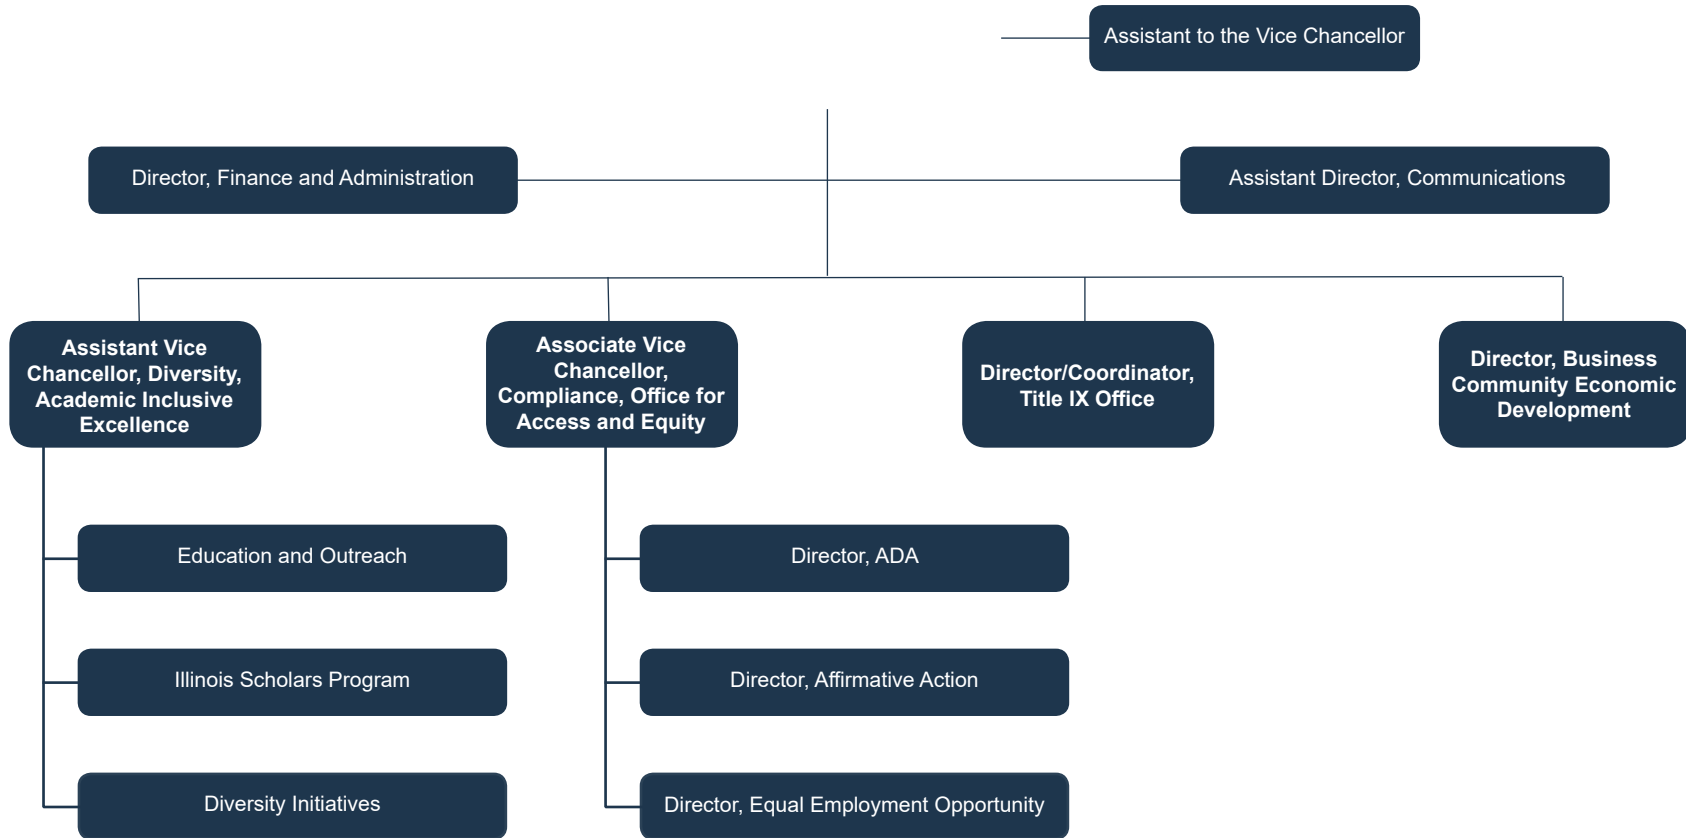 Assistant to the Vice Chancellor
Director, Finance and Administration
Assistant Director, Communications
Assistant Vice
Chancellor, Diversity,
Academic Inclusive
Excellence
Associate Vice
Chancellor,
Compliance, Office for
Access and Equity
Director/Coordinator,
Title IX Office
Director, Business
Community Economic
Development
Education and Outreach
Director, ADA
Illinois Scholars Program
Director, Affirmative Action
Diversity Initiatives
Director, Equal Employment Opportunity